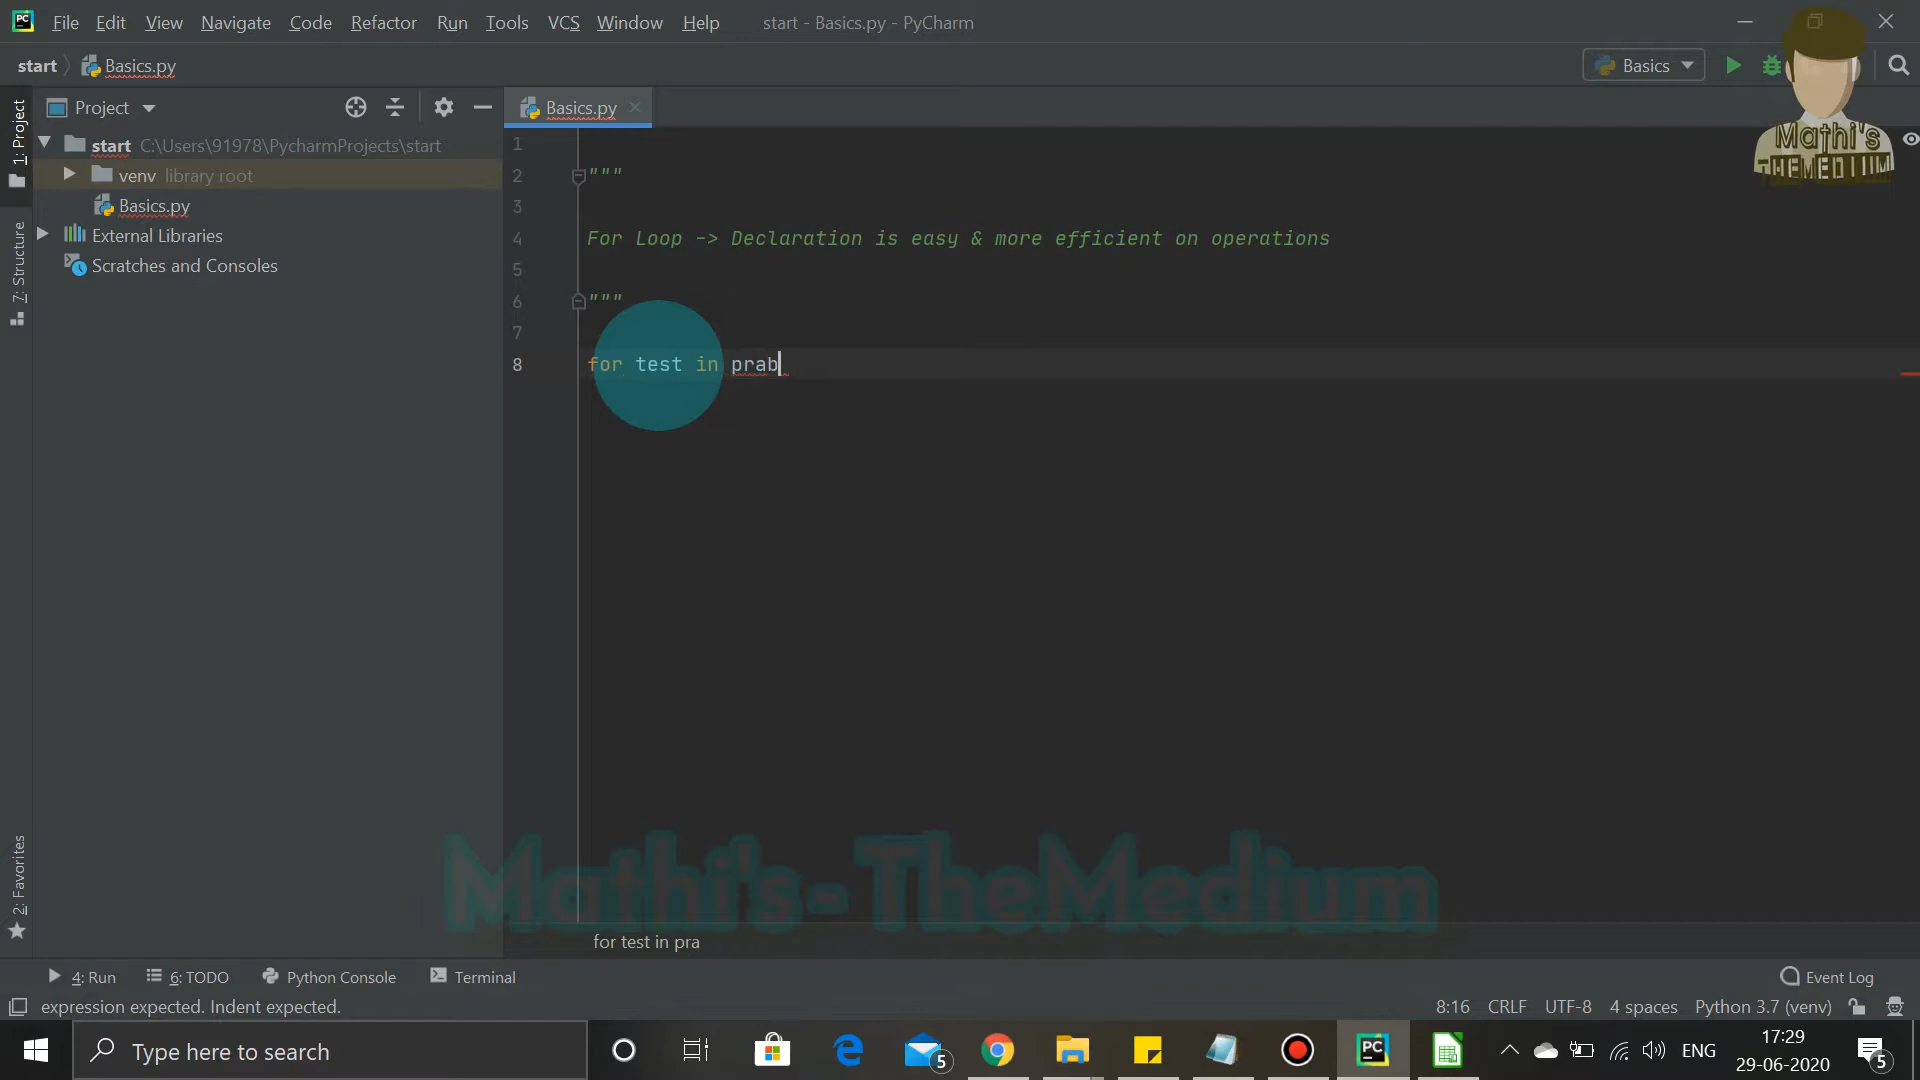 File Edit View Navigate Code Refactor Run Tools VCS Window Help start - Basics.py - PyCharm
start Basics.py
Basics
Mathi's
THEMEDIUM
1: Project
7: Structure
2: Favorites
Project
start C:\Users\91978\PycharmProjects\start
venv library root
Basics.py
External Libraries
Scratches and Consoles
Basics.py
1
2 """
3
4 For Loop -> Declaration is easy & more efficient on operations
5
6 """
7
8 for test in prab
Mathi's - TheMedium
for test in pra
4: Run 6: TODO Python Console Terminal Event Log
expression expected. Indent expected. 8:16 CRLF UTF-8 4 spaces Python 3.7 (venv)
Type here to search 5 PC ENG 17:29
29-06-2020 5